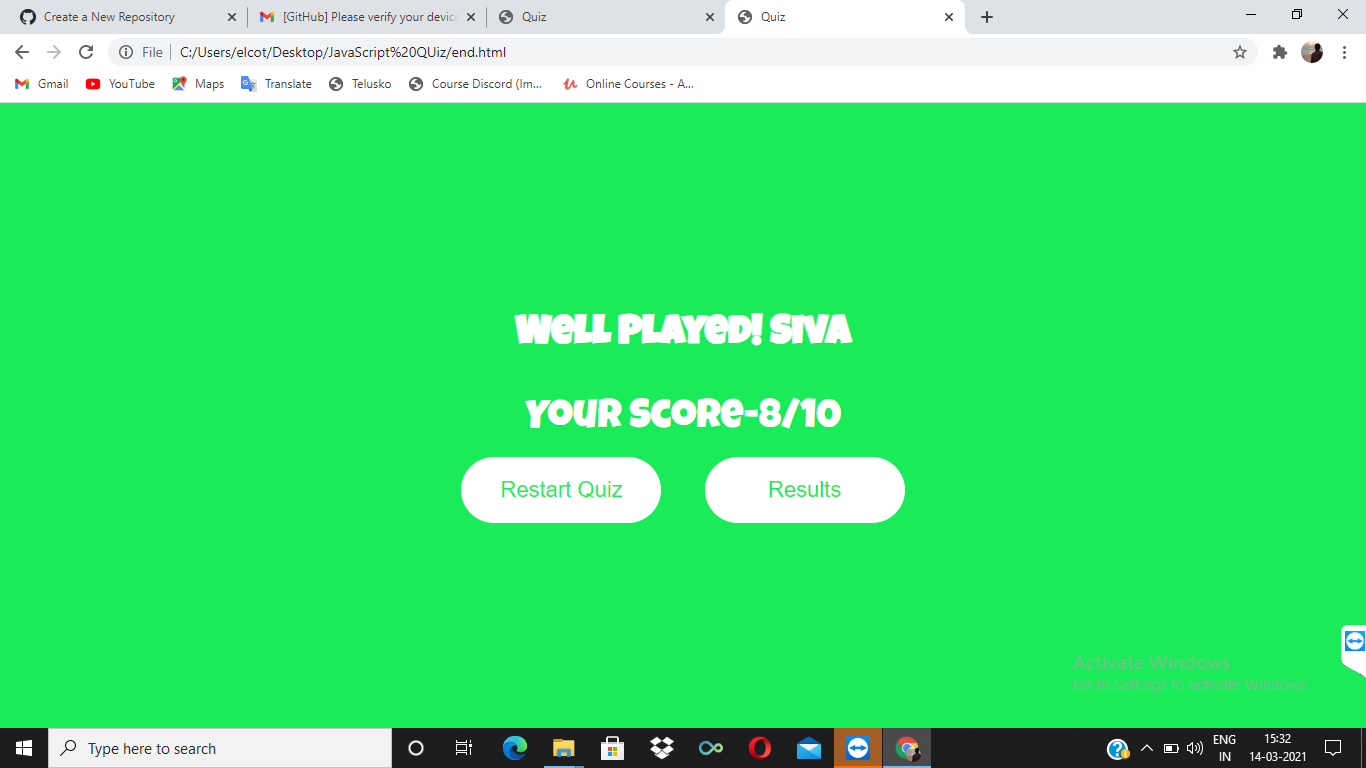 Create a New Repository
[GitHub] Please verify your device
Quiz
Quiz
File
C:/Users/elcot/Desktop/JavaScript%20QUiz/end.html
Gmail
YouTube
Maps
Translate
Telusko
Course Discord (Im...
Online Courses - A...
Well Played! SIVA
Your Score-8/10
Restart Quiz
Results
Activate Windows
Go to Settings to activate Windows.
Type here to search
ENG
IN
15:32
14-03-2021